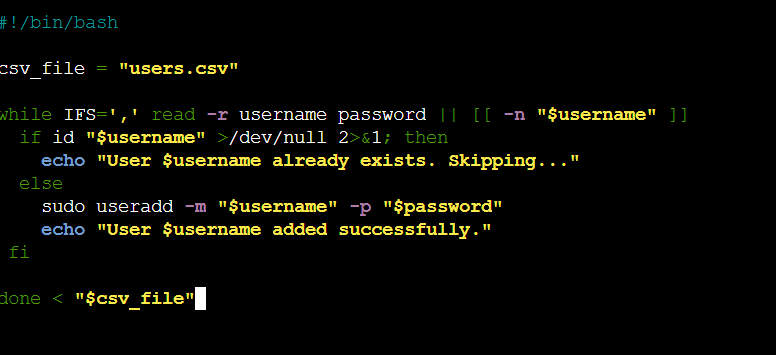 #!/bin/bash
csv_file = "users.csv"
while IFS=',' read -r username password || [[ -n "$username" ]]
if id "$username" >/dev/null 2>&1; then
echo "User $username already exists. Skipping..."
else
sudo useradd -m "$username" -p "$password"
echo "User $username added successfully."
fi
done < "$csv_file"